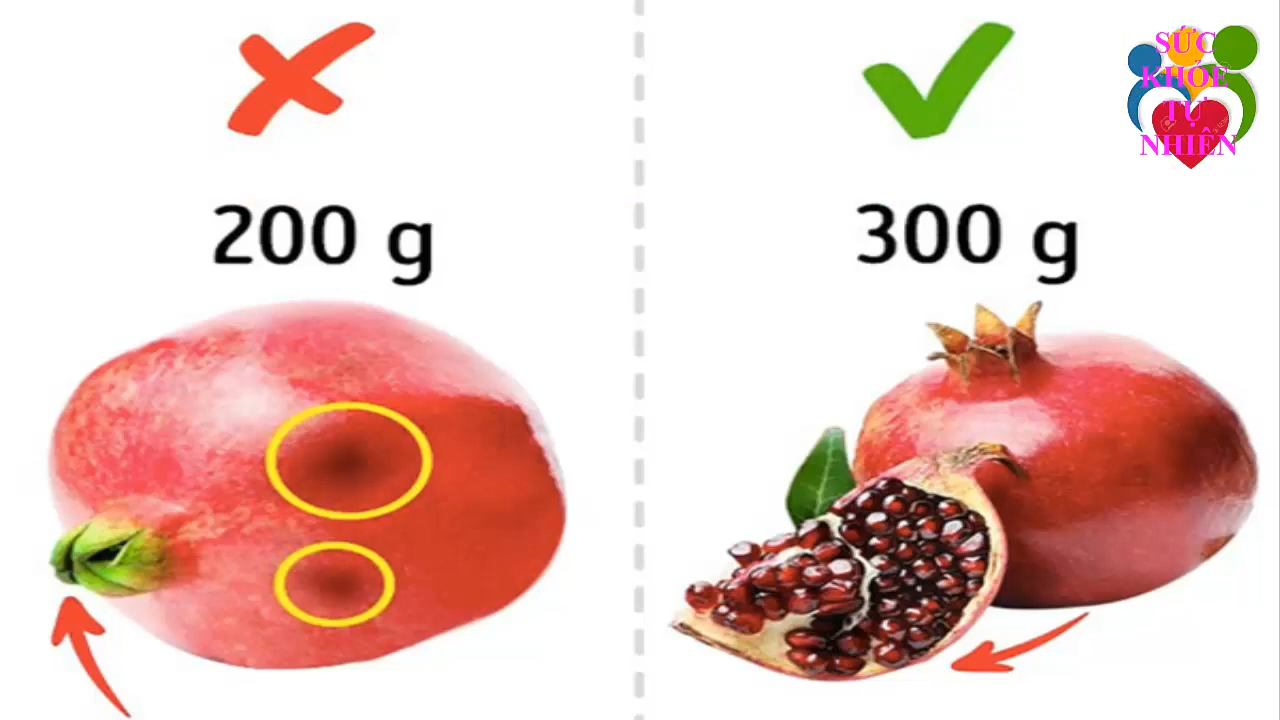 200 g
300 g
SỨC
KHỎE
TỰ
NHIÊN